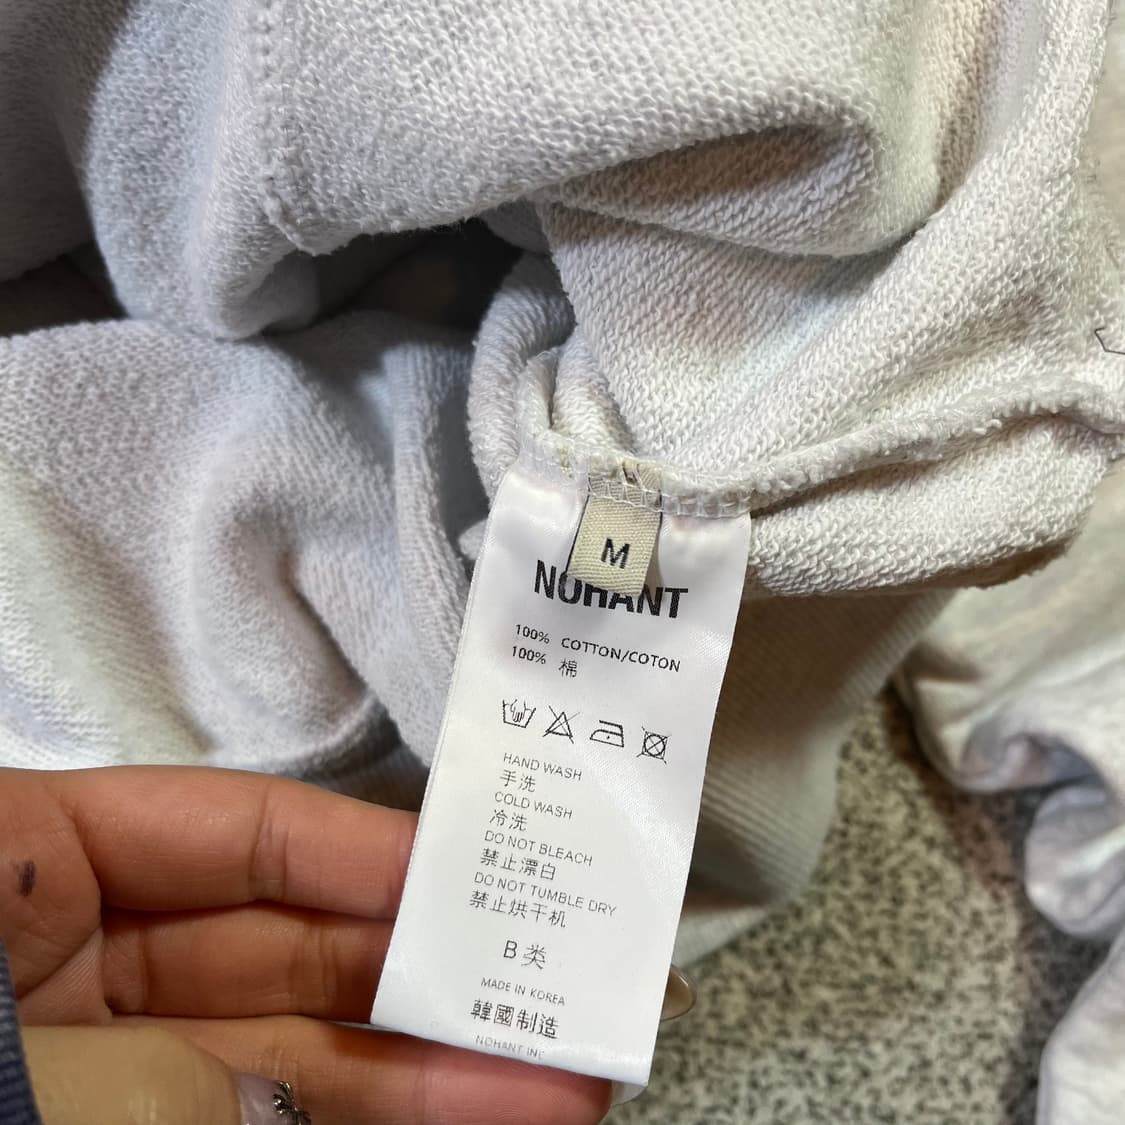 M
NOHANT
100% COTTON/COTON
100% 棉
HAND WASH
手洗
COLD WASH
冷洗
DO NOT BLEACH
禁止漂白
DO NOT TUMBLE DRY
禁止烘干机
B类
MADE IN KOREA
韓國制造
NOHANT INC